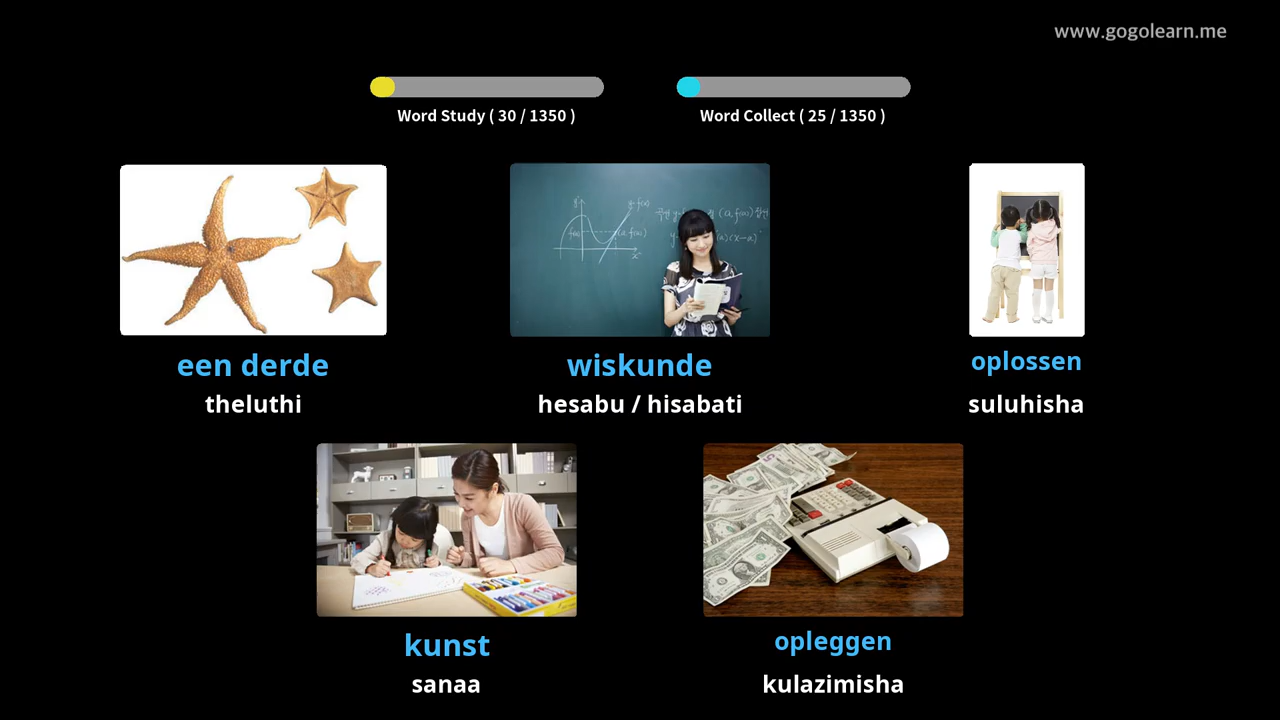 www.gogolearn.me
Word Study ( 30 / 1350 )
Word Collect ( 25 / 1350 )
een derde
theluthi
wiskunde
hesabu / hisabati
oplossen
suluhisha
kunst
sanaa
opleggen
kulazimisha